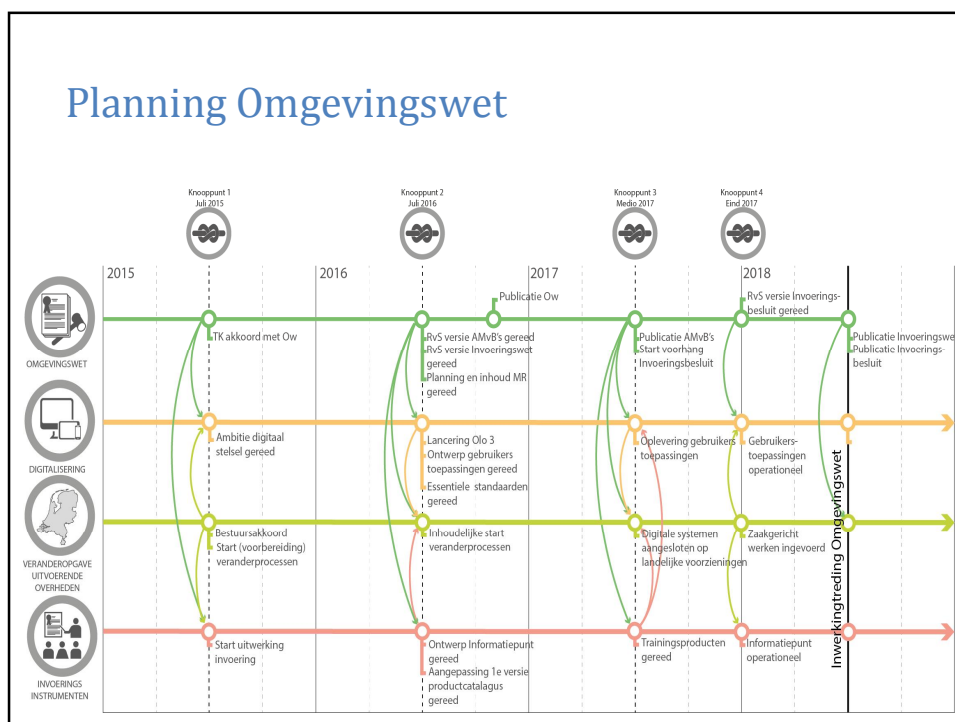 Planning Omgevingswet
Knooppunt 1
Juli 2015
Knooppunt 2
Juli 2016
Knooppunt 3
Medio 2017
Knooppunt 4
Eind 2017
2015
2016
2017
2018
OMGEVINGSWET
TK akkoord met Ow
RvS versie AMvB's gereed
RvS versie Invoeringswet
gereed
Planning en inhoud MR
gereed
Publicatie Ow
Publicatie AMvB's
Start voorhang
Invoeringsbesluit
RvS versie Invoerings-
besluit gereed
Publicatie Invoeringswe
Publicatie Invoerings-
besluit
DIGITALISERING
Ambitie digitaal
stelsel gereed
Lancering Olo 3
Ontwerp gebruikers
toepassingen gereed
Essentiele standaarden
gereed
Oplevering gebruikers
toepassingen
Gebruikers-
toepassingen
operationeel
VERANDEROPGAVE
UITVOERENDE
OVERHEDEN
Bestuursakkoord
Start (voorbereiding)
veranderprocessen
Inhoudelijke start
veranderprocessen
Digitale systemen
aangesloten op
landelijke voorzieningen
Zaakgericht
werken ingevoerd
INVOERINGS
INSTRUMENTEN
Start uitwerking
invoering
Ontwerp Informatiepunt
gereed
Aangepassing 1e versie
productcatalagus
gereed
Trainingsproducten
gereed
Informatiepunt
operationeel
Inwerkingtreding Omgevingswet